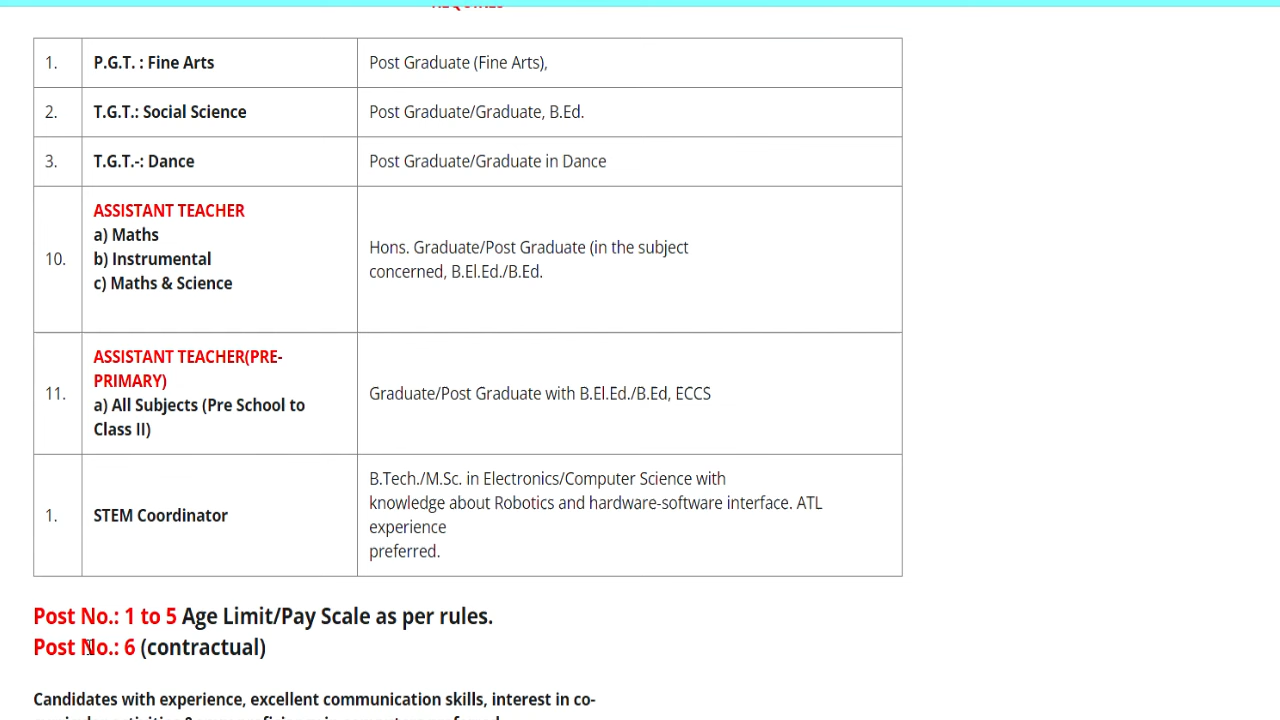 REQUIRES
1. P.G.T. : Fine Arts Post Graduate (Fine Arts),
2. T.G.T.: Social Science Post Graduate/Graduate, B.Ed.
3. T.G.T.-: Dance Post Graduate/Graduate in Dance
10.
ASSISTANT TEACHER
a) Maths
b) Instrumental
c) Maths & Science
Hons. Graduate/Post Graduate (in the subject
concerned, B.El.Ed./B.Ed.
11.
ASSISTANT TEACHER(PRE-
PRIMARY)
a) All Subjects (Pre School to
Class II)
Graduate/Post Graduate with B.El.Ed./B.Ed, ECCS
1.
STEM Coordinator
B.Tech./M.Sc. in Electronics/Computer Science with
knowledge about Robotics and hardware-software interface. ATL
experience
preferred.
Post No.: 1 to 5 Age Limit/Pay Scale as per rules.
Post No.: 6 (contractual)
Candidates with experience, excellent communication skills, interest in co-